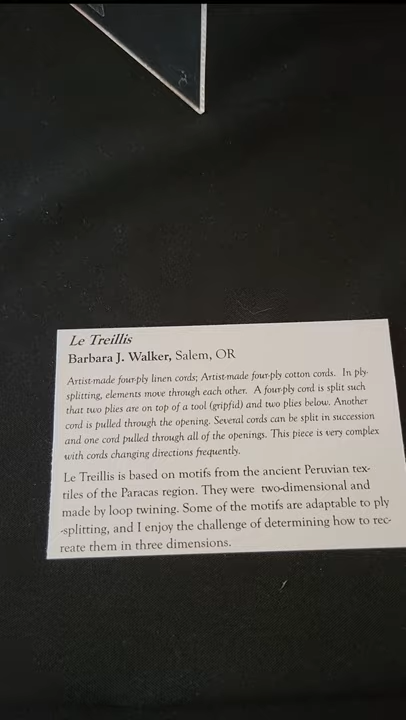 Le Treillis
Barbara J. Walker, Salem, OR
Artist-made four-ply linen cords; Artist-made four-ply cotton cords. In ply-
splitting, elements move through each other. A four-ply cord is split such
that two plies are on top of a tool (gripfid) and two plies below. Another
cord is pulled through the opening. Several cords can be split in succession
and one cord pulled through all of the openings. This piece is very complex
with cords changing directions frequently.
Le Treillis is based on motifs from the ancient Peruvian tex-
tiles of the Paracas region. They were two-dimensional and
made by loop twining. Some of the motifs are adaptable to ply
-splitting, and I enjoy the challenge of determining how to rec-
reate them in three dimensions.